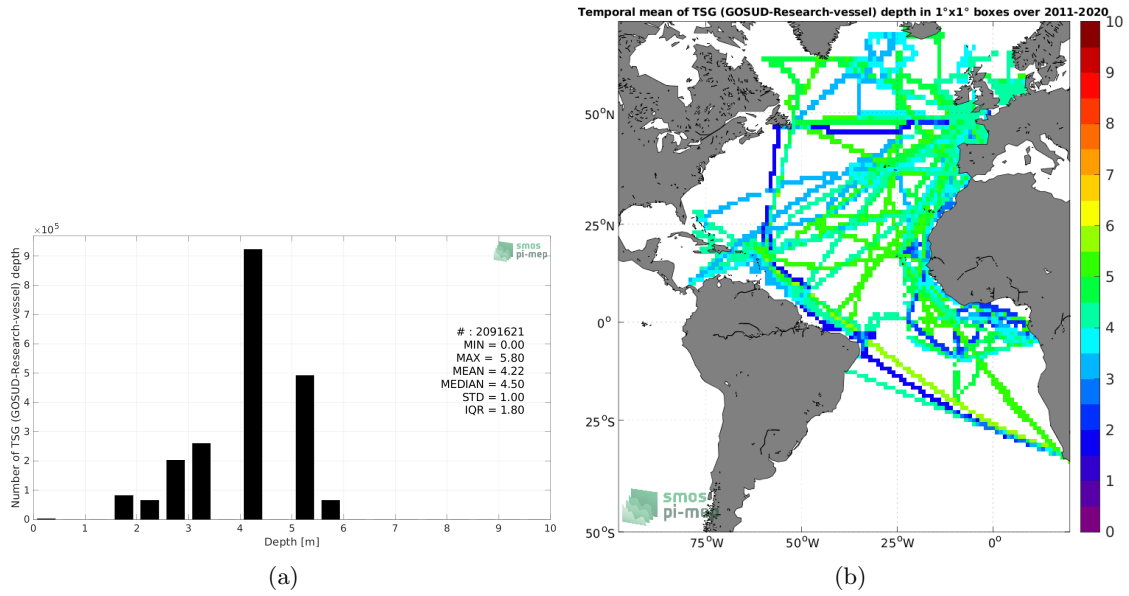 Temporal mean of TSG (GOSUD-Research-vessel) depth in 1°x1° boxes over 2011-2020
×10⁵
Number of TSG (GOSUD-Research-vessel) depth
9
8
7
6
5
4
3
2
1
0
0 1 2 3 4 5 6 7 8 9 10
Depth [m]
smos
pi-mep
# : 2091621
MIN = 0.00
MAX = 5.80
MEAN = 4.22
MEDIAN = 4.50
STD = 1.00
IQR = 1.80
(a)
50°N
25°N
0°
25°S
50°S
75°W 50°W 25°W 0°
smos
pi-mep
10
9
8
7
6
5
4
3
2
1
0
(b)